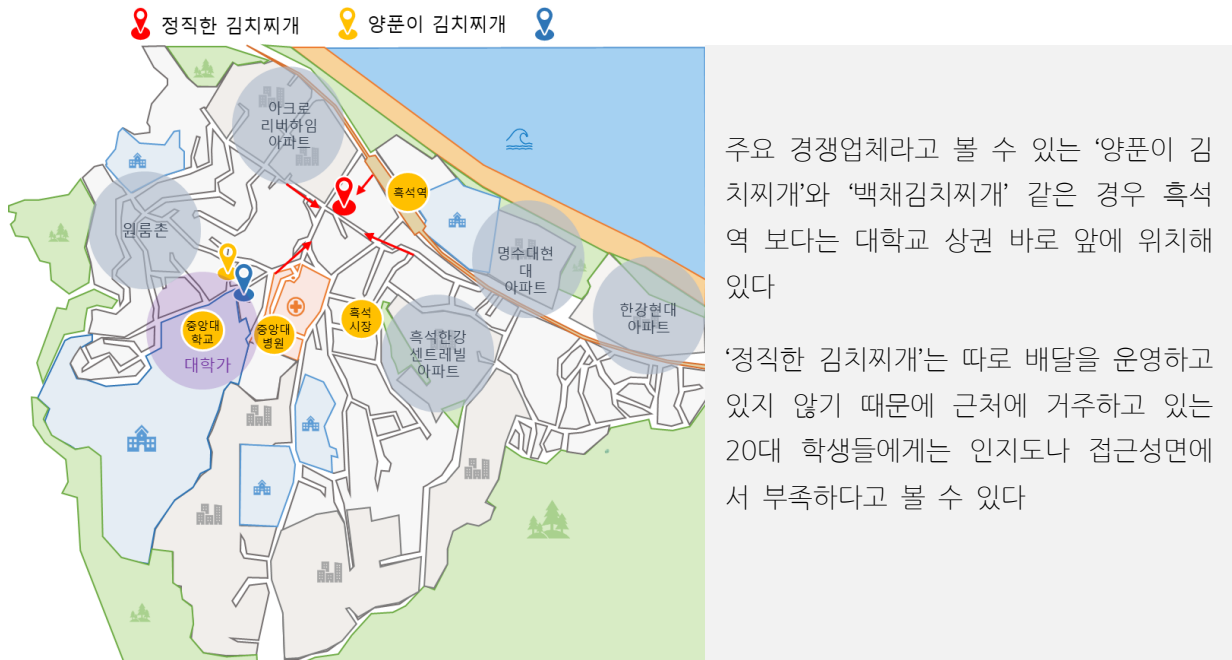 정직한 김치찌개
양푼이 김치찌개
아크로
리버하임
아파트
흑석역
원룸촌
명수대현
대
아파트
한강현대
아파트
흑석
시장
중앙대
학교
중앙대
병원
흑석한강
센트레빌
아파트
대학가
주요 경쟁업체라고 볼 수 있는 ‘양푼이 김
치찌개’와 ‘백채김치찌개’ 같은 경우 흑석
역 보다는 대학교 상권 바로 앞에 위치해
있다
‘정직한 김치찌개’는 따로 배달을 운영하고
있지 않기 때문에 근처에 거주하고 있는
20대 학생들에게는 인지도나 접근성면에
서 부족하다고 볼 수 있다